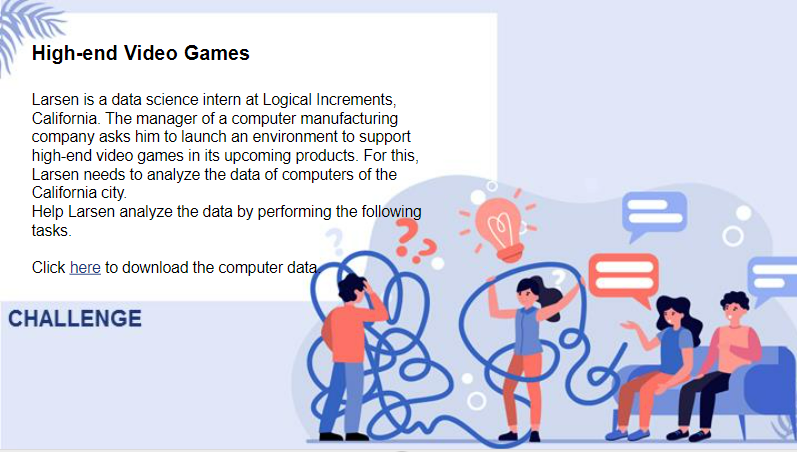 High-end Video Games
Larsen is a data science intern at Logical Increments,
California. The manager of a computer manufacturing
company asks him to launch an environment to support
high-end video games in its upcoming products. For this,
Larsen needs to analyze the data of computers of the
California city.
Help Larsen analyze the data by performing the following
tasks.
Click here to download the computer data.
CHALLENGE